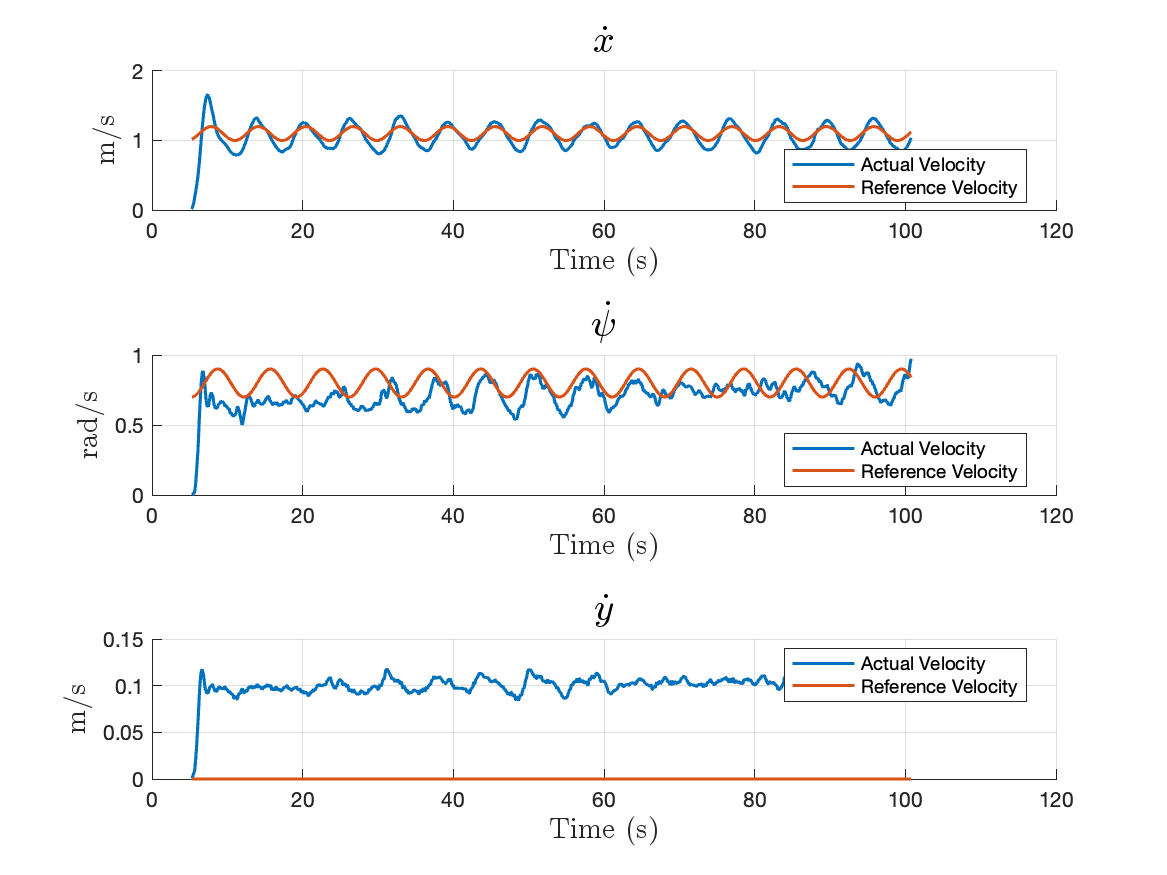 ẋ
m/s
2
1
0
0 20 40 60 80 100 120
Time (s)
Actual Velocity
Reference Velocity
ψ̇
rad/s
1
0.5
0
0 20 40 60 80 100 120
Time (s)
Actual Velocity
Reference Velocity
ẏ
m/s
0.15
0.1
0.05
0
0 20 40 60 80 100 120
Time (s)
Actual Velocity
Reference Velocity